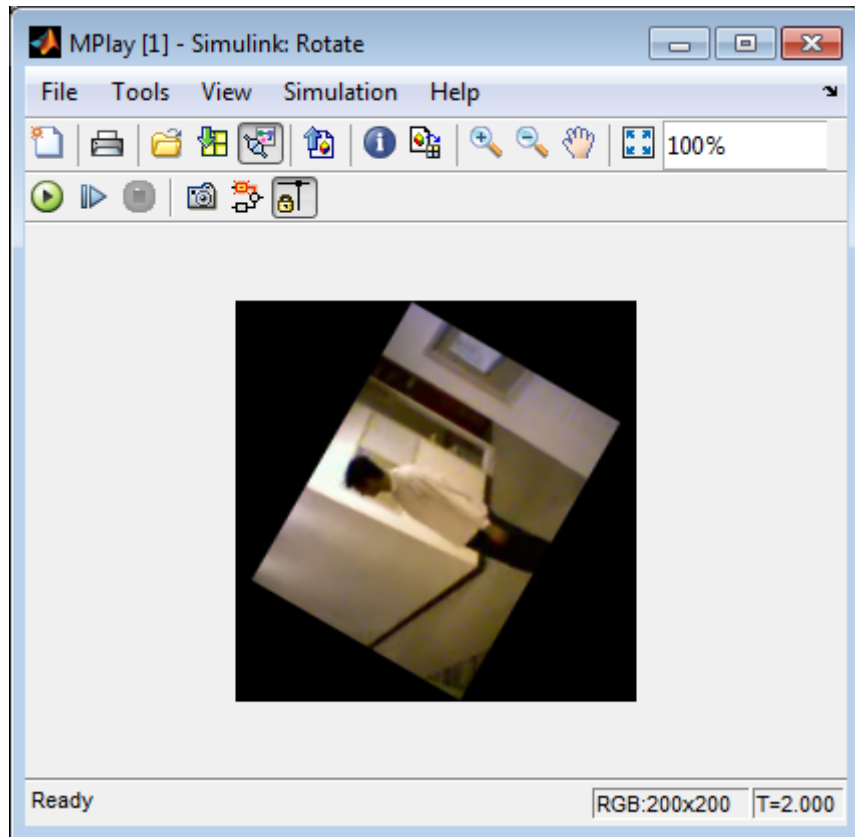 MPlay [1] - Simulink: Rotate
File Tools View Simulation Help
100%
Ready RGB:200x200 T=2.000